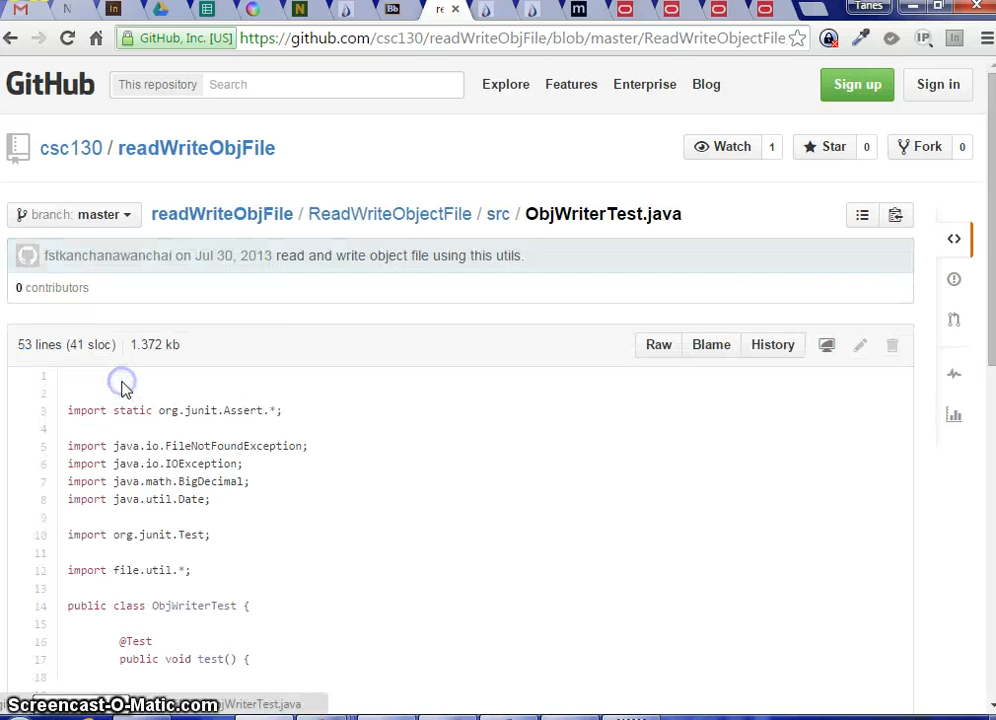 Tanes
GitHub, Inc. [US] https://github.com/csc130/readWriteObjFile/blob/master/ReadWriteObjectFile
GitHub This repository Search Explore Features Enterprise Blog Sign up Sign in
csc130 / readWriteObjFile Watch 1 Star 0 Fork 0
branch: master readWriteObjFile / ReadWriteObjectFile / src / ObjWriterTest.java
fstkanchanawanchai on Jul 30, 2013 read and write object file using this utils.
0 contributors
53 lines (41 sloc) 1.372 kb Raw Blame History
1
2
3 import static org.junit.Assert.*;
4
5 import java.io.FileNotFoundException;
6 import java.io.IOException;
7 import java.math.BigDecimal;
8 import java.util.Date;
9
10 import org.junit.Test;
11
12 import file.util.*;
13
14 public class ObjWriterTest {
15
16 @Test
17 public void test() {
18
Screencast-O-Matic.com gWriterTest.java